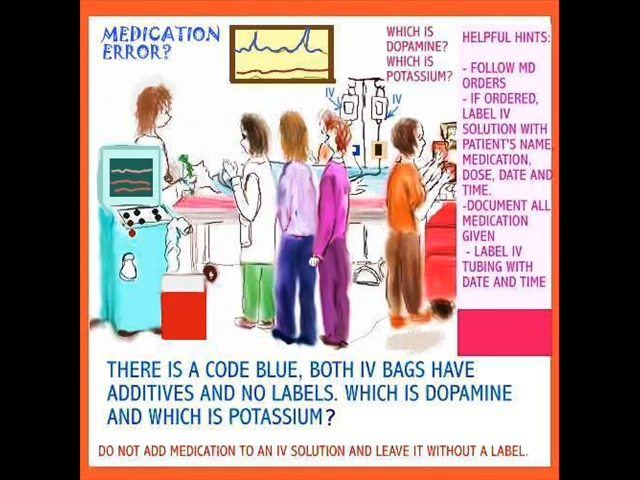 MEDICATION
ERROR?
WHICH IS
DOPAMINE?
WHICH IS
POTASSIUM?
IV
IV
HELPFUL HINTS:
- FOLLOW MD
ORDERS
- IF ORDERED,
LABEL IV
SOLUTION WITH
PATIENT'S NAME,
MEDICATION,
DOSE, DATE AND
TIME.
-DOCUMENT ALL
MEDICATION
GIVEN
- LABEL IV
TUBING WITH
DATE AND TIME
THERE IS A CODE BLUE, BOTH IV BAGS HAVE
ADDITIVES AND NO LABELS. WHICH IS DOPAMINE
AND WHICH IS POTASSIUM?
DO NOT ADD MEDICATION TO AN IV SOLUTION AND LEAVE IT WITHOUT A LABEL.